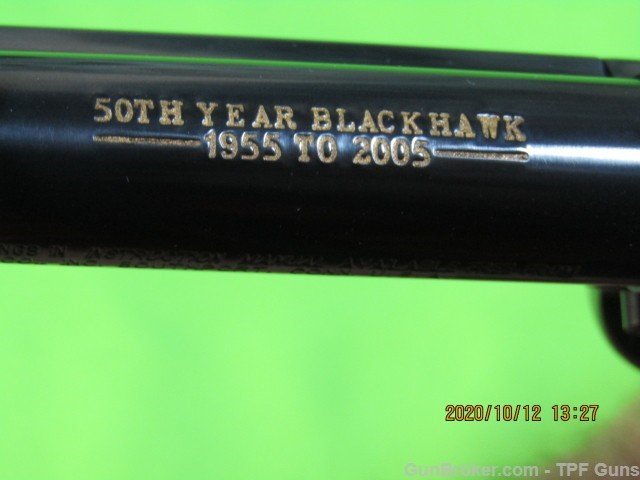 50TH YEAR BLACKHAWK
1955 TO 2005
2020/10/12 13:27
GunBroker.com - TPF Guns